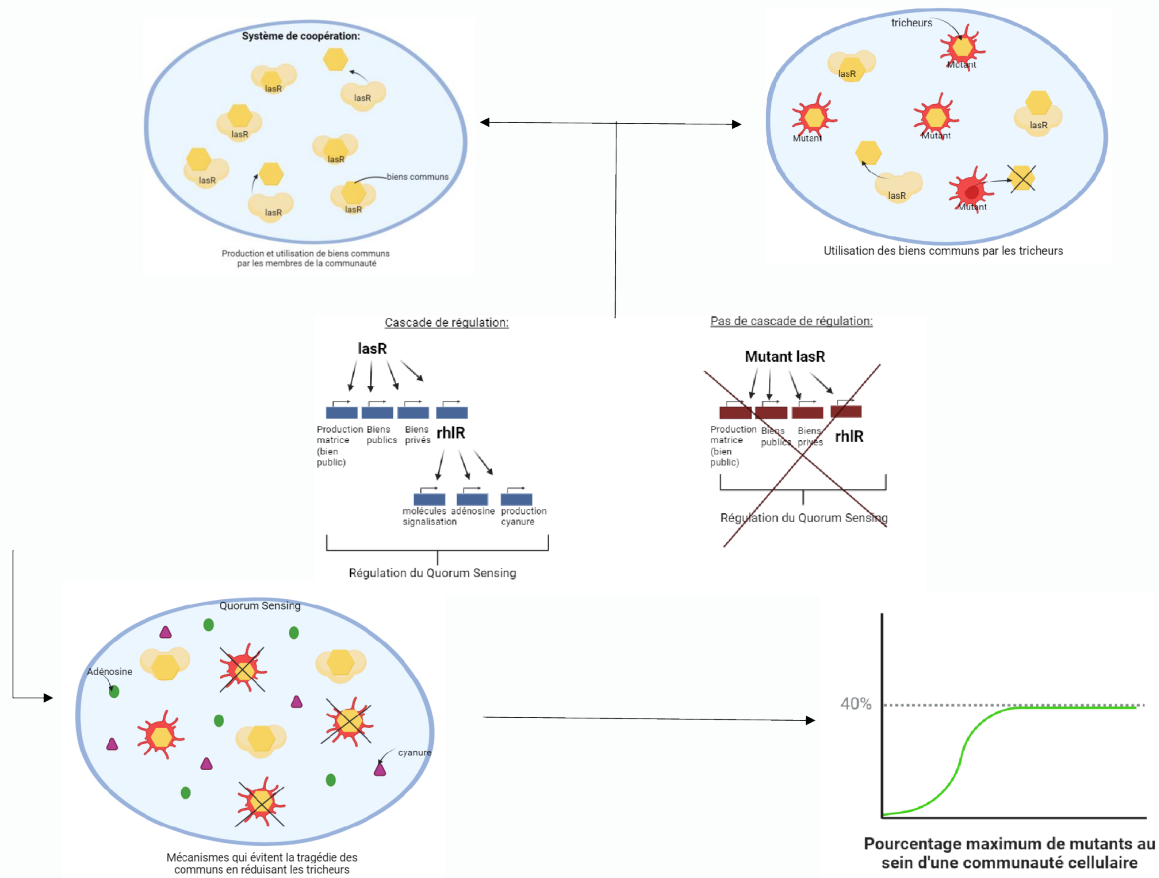 Système de coopération:
lasR
lasR
lasR
lasR
lasR
biens communs
lasR
lasR
Production et utilisation de biens communs
par les membres de la communauté
tricheurs
Mutant
lasR
Mutant
Mutant
lasR
lasR
Mutant
Utilisation des biens communs par les tricheurs
Cascade de régulation:
lasR
Production
matrice
(bien
public)
Biens
publics
Biens
privés
rhlR
molécules
signalisation
adénosine
production
cyanure
Régulation du Quorum Sensing
Pas de cascade de régulation:
Mutant lasR
Production
matrice
(bien
public)
Biens
publics
Biens
privés
rhlR
Régulation du Quorum Sensing
Quorum Sensing
Adénosine
cyanure
Mécanismes qui évitent la tragédie des
communs en réduisant les tricheurs
40%
Pourcentage maximum de mutants au
sein d'une communauté cellulaire